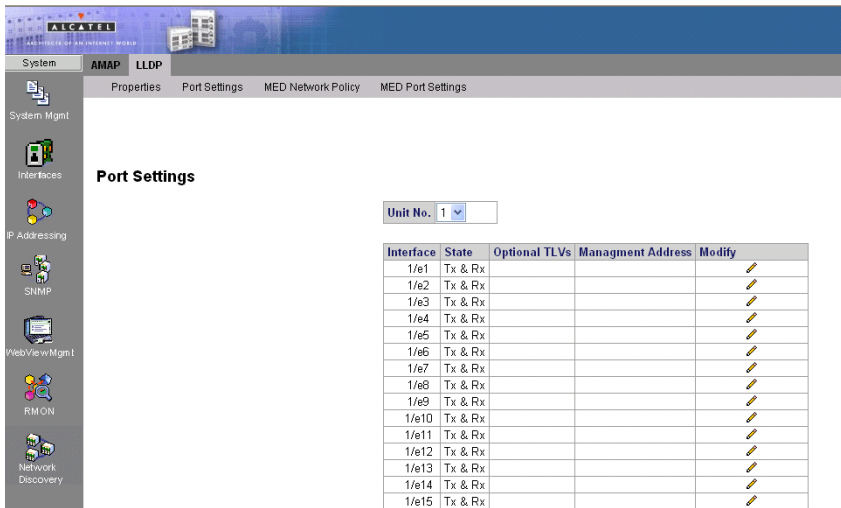 ALCATEL
ARCHITECTS OF AN INTERNET WORLD
System
AMAP LLDP
Properties Port Settings MED Network Policy MED Port Settings
System Mgmt
Interfaces
IP Addressing
SNMP
WebViewMgmt
RMON
Network
Discovery
Port Settings
Unit No. 1
Interface State Optional TLVs Managment Address Modify
1/e1 Tx & Rx
1/e2 Tx & Rx
1/e3 Tx & Rx
1/e4 Tx & Rx
1/e5 Tx & Rx
1/e6 Tx & Rx
1/e7 Tx & Rx
1/e8 Tx & Rx
1/e9 Tx & Rx
1/e10 Tx & Rx
1/e11 Tx & Rx
1/e12 Tx & Rx
1/e13 Tx & Rx
1/e14 Tx & Rx
1/e15 Tx & Rx